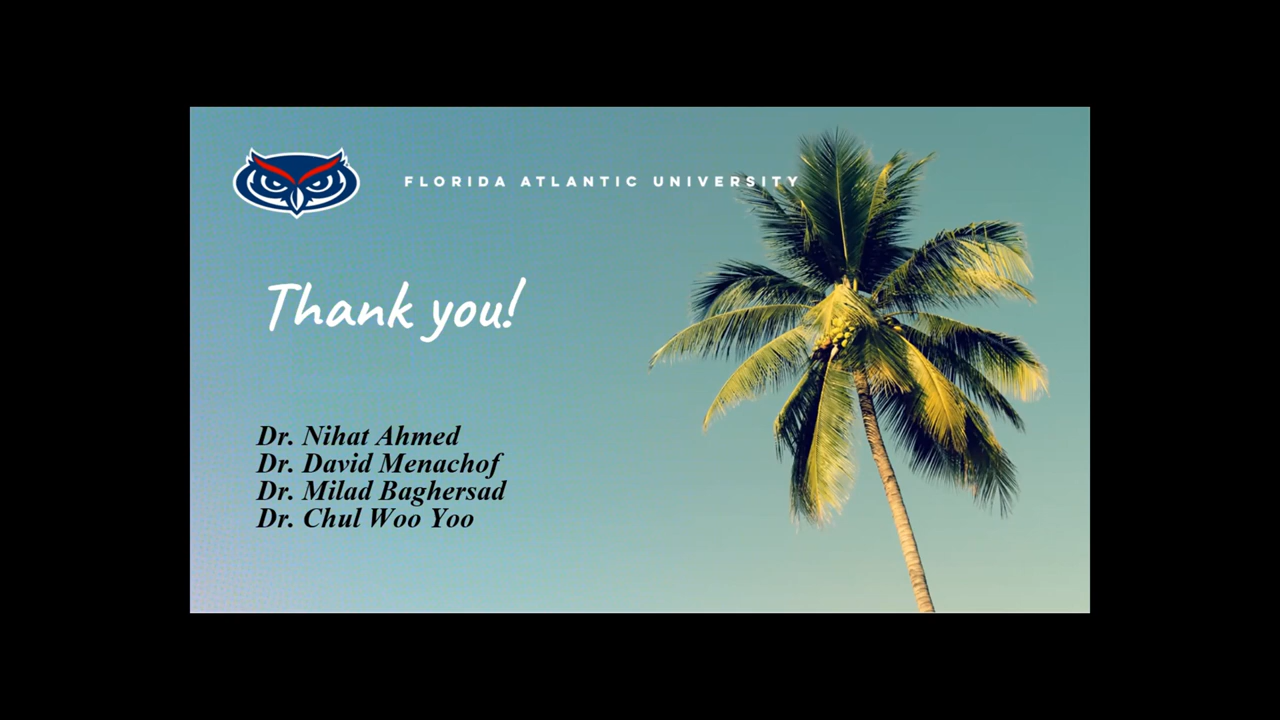 FLORIDA ATLANTIC UNIVERSITY
Thank you!
Dr. Nihat Ahmed
Dr. David Menachof
Dr. Milad Baghersad
Dr. Chul Woo Yoo